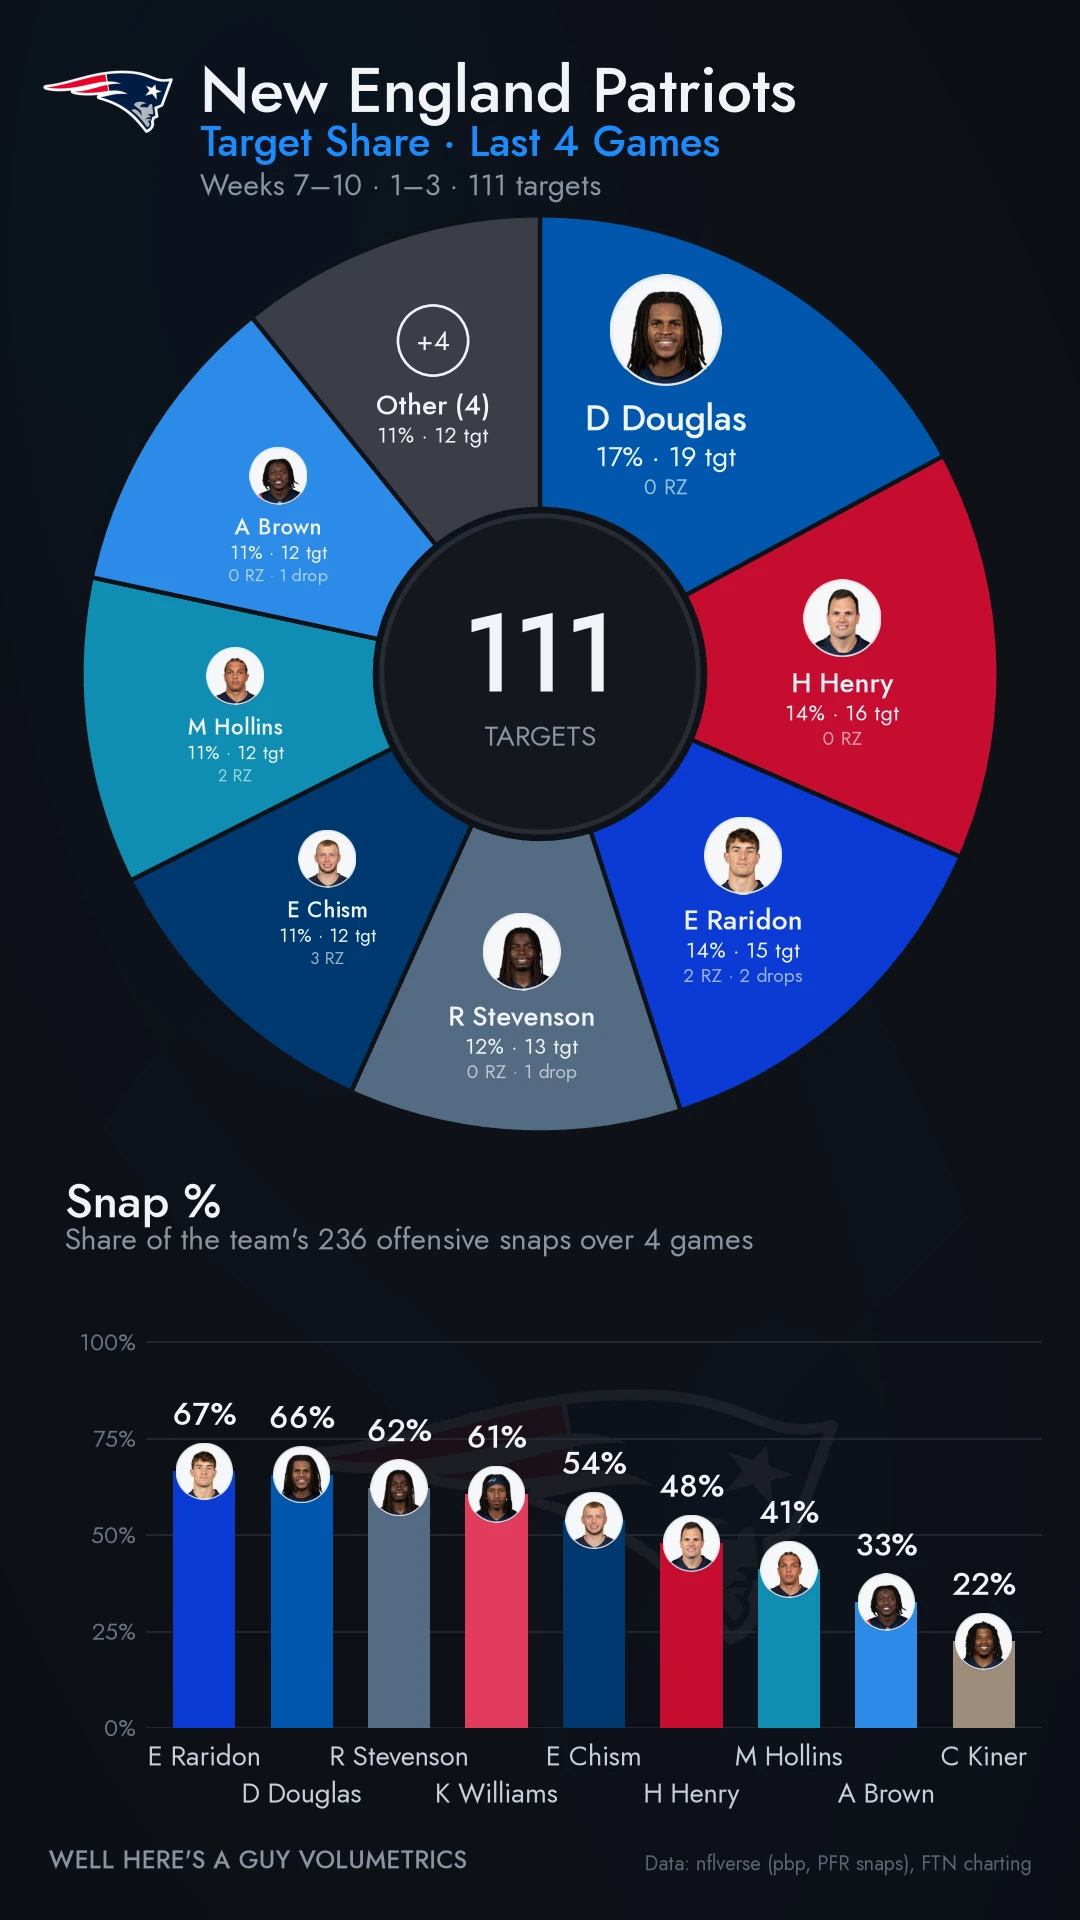 New England Patriots
Target Share · Last 4 Games
Weeks 7–10 · 1–3 · 111 targets
+4
Other (4)
11% · 12 tgt
D Douglas
17% · 19 tgt
0 RZ
A Brown
11% · 12 tgt
0 RZ · 1 drop
H Henry
14% · 16 tgt
0 RZ
111
TARGETS
M Hollins
11% · 12 tgt
2 RZ
E Chism
11% · 12 tgt
3 RZ
E Raridon
14% · 15 tgt
2 RZ · 2 drops
R Stevenson
12% · 13 tgt
0 RZ · 1 drop
Snap %
Share of the team's 236 offensive snaps over 4 games
100%
75%
50%
25%
0%
67%
66%
62%
61%
54%
48%
41%
33%
22%
E Raridon
D Douglas
R Stevenson
K Williams
E Chism
H Henry
M Hollins
A Brown
C Kiner
WELL HERE'S A GUY VOLUMETRICS
Data: nflverse (pbp, PFR snaps), FTN charting